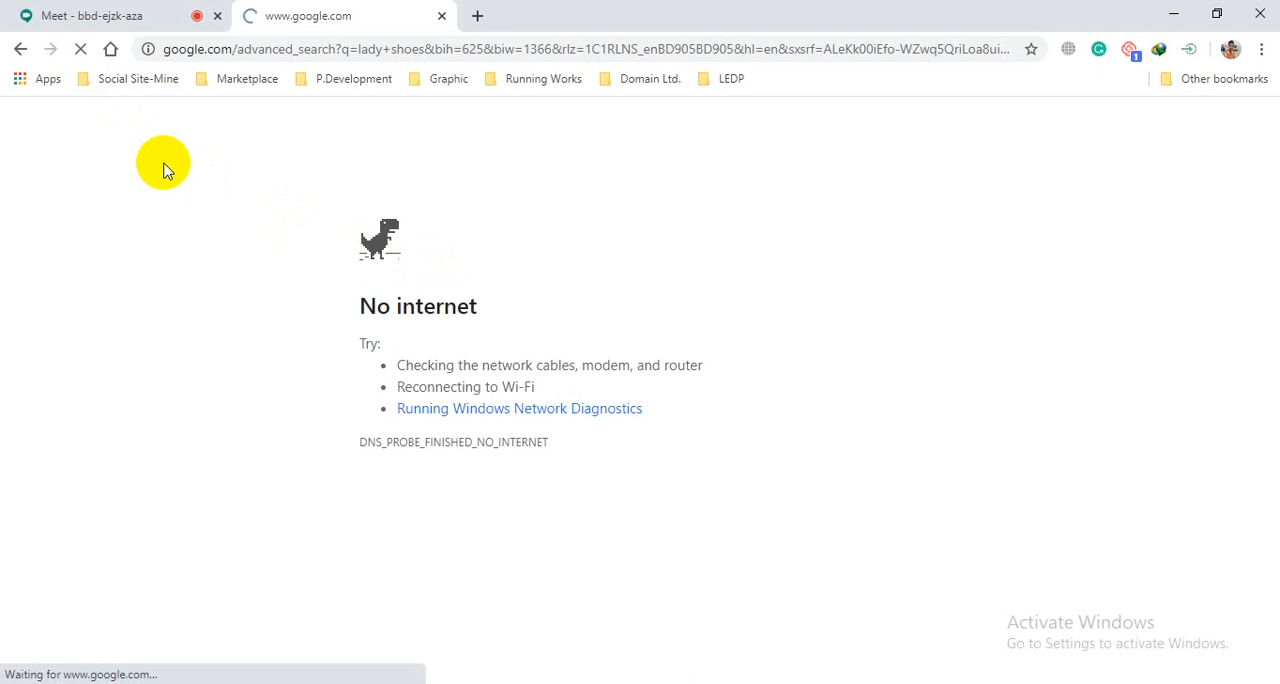 Meet - bbd-ejzk-aza
www.google.com
google.com/advanced_search?q=lady+shoes&bih=625&biw=1366&rlz=1C1RLNS_enBD905BD905&hl=en&sxsrf=ALeKk00iEfo-WZwq5QriLoa8ui...
1
Apps Social Site-Mine Marketplace P.Development Graphic Running Works Domain Ltd. LEDP Other bookmarks
No internet
Try:
• Checking the network cables, modem, and router
• Reconnecting to Wi-Fi
• Running Windows Network Diagnostics
DNS_PROBE_FINISHED_NO_INTERNET
Activate Windows
Go to Settings to activate Windows.
Waiting for www.google.com...